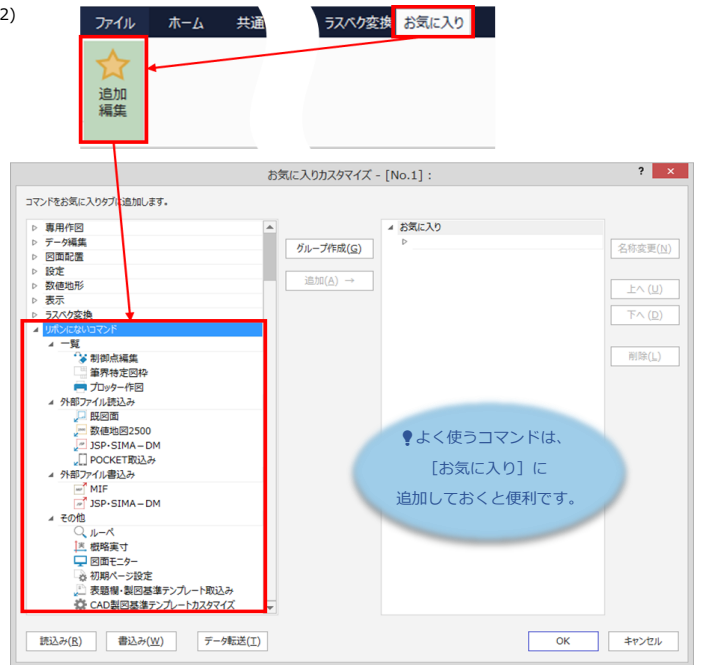 2)
ファイル ホーム 共通 ラスベク変換 お気に入り
追加
編集
お気に入りカスタマイズ - [No.1] :
? ×
コマンドをお気に入りタブに追加します。
専用作図
データ編集
図面配置
設定
数値地形
表示
ラスベク変換
リボンにないコマンド
一覧
制御点編集
筆界特定図枠
プロッター作図
外部ファイル読込み
既図面
数値地図2500
JSP・SIMA－DM
POCKET取込み
外部ファイル書込み
MIF
JSP・SIMA－DM
その他
ルーペ
概略実寸
図面モニター
初期ページ設定
表題欄・製図基準テンプレート取込み
CAD製図基準テンプレートカスタマイズ
グループ作成(G)
追加(A) →
お気に入り
名称変更(N)
上へ (U)
下へ (D)
削除(L)
よく使うコマンドは、
［お気に入り］に
追加しておくと便利です。
読込み(R) 書込み(W) データ転送(T) OK キャンセル